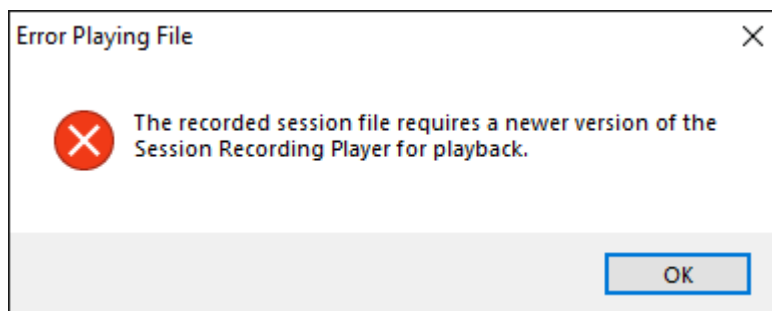 Error Playing File
The recorded session file requires a newer version of the
Session Recording Player for playback.
OK